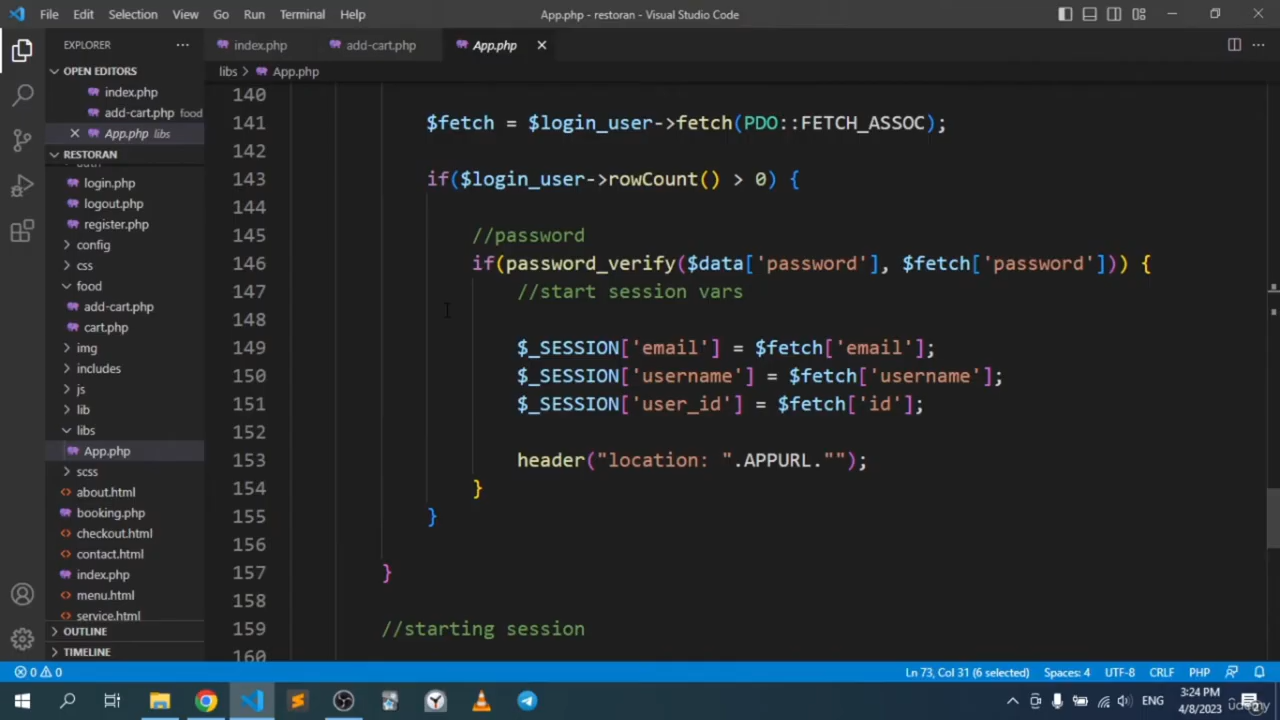 File Edit Selection View Go Run Terminal Help App.php - restoran - Visual Studio Code
EXPLORER
index.php add-cart.php App.php
OPEN EDITORS
libs > App.php
index.php
add-cart.php food
App.php libs
RESTORAN
login.php
logout.php
register.php
config
css
food
add-cart.php
cart.php
img
includes
js
lib
libs
App.php
scss
about.html
booking.php
checkout.html
contact.html
index.php
menu.html
service.html
OUTLINE
TIMELINE
140
141 $fetch = $login_user->fetch(PDO::FETCH_ASSOC);
142
143 if($login_user->rowCount() > 0) {
144
145 //password
146 if(password_verify($data['password'], $fetch['password'])) {
147 //start session vars
148
149 $_SESSION['email'] = $fetch['email'];
150 $_SESSION['username'] = $fetch['username'];
151 $_SESSION['user_id'] = $fetch['id'];
152
153 header("location: ".APPURL."");
154 }
155 }
156
157 }
158
159 //starting session
160
0 0 Ln 73, Col 31 (6 selected) Spaces: 4 UTF-8 CRLF PHP
ENG 3:24 PM
4/8/2023
udemy